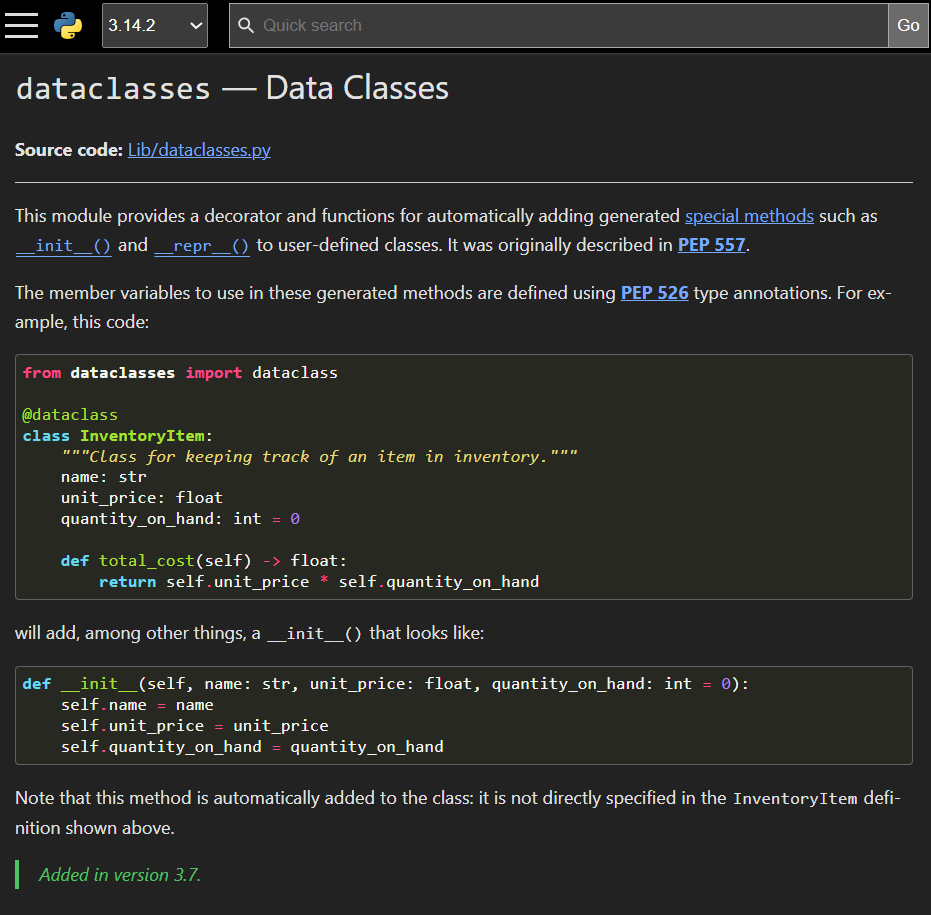 3.14.2
Quick search
Go
dataclasses — Data Classes
Source code: Lib/dataclasses.py
This module provides a decorator and functions for automatically adding generated special methods such as
__init__() and __repr__() to user-defined classes. It was originally described in PEP 557.
The member variables to use in these generated methods are defined using PEP 526 type annotations. For ex-
ample, this code:
from dataclasses import dataclass
@dataclass
class InventoryItem:
    """Class for keeping track of an item in inventory."""
    name: str
    unit_price: float
    quantity_on_hand: int = 0
    def total_cost(self) -> float:
        return self.unit_price * self.quantity_on_hand
will add, among other things, a __init__() that looks like:
def __init__(self, name: str, unit_price: float, quantity_on_hand: int = 0):
    self.name = name
    self.unit_price = unit_price
    self.quantity_on_hand = quantity_on_hand
Note that this method is automatically added to the class: it is not directly specified in the InventoryItem defi-
nition shown above.
Added in version 3.7.